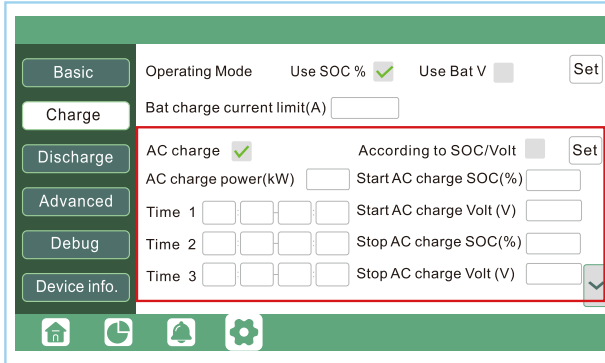 Basic
Charge
Discharge
Advanced
Debug
Device info.
Operating Mode Use SOC % Use Bat V Set
Bat charge current limit(A)
AC charge According to SOC/Volt Set
AC charge power(kW) Start AC charge SOC(%)
Time 1 Start AC charge Volt (V)
Time 2 Stop AC charge SOC(%)
Time 3 Stop AC charge Volt (V)